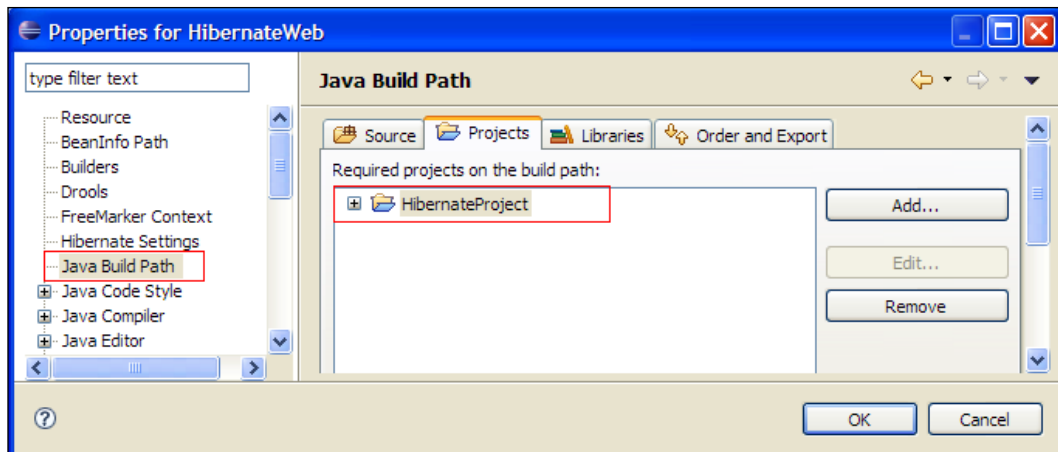 Properties for HibernateWeb
type filter text
Resource
BeanInfo Path
Builders
Drools
FreeMarker Context
Hibernate Settings
Java Build Path
Java Code Style
Java Compiler
Java Editor
Java Build Path
Source Projects Libraries Order and Export
Required projects on the build path:
HibernateProject
Add...
Edit...
Remove
OK Cancel